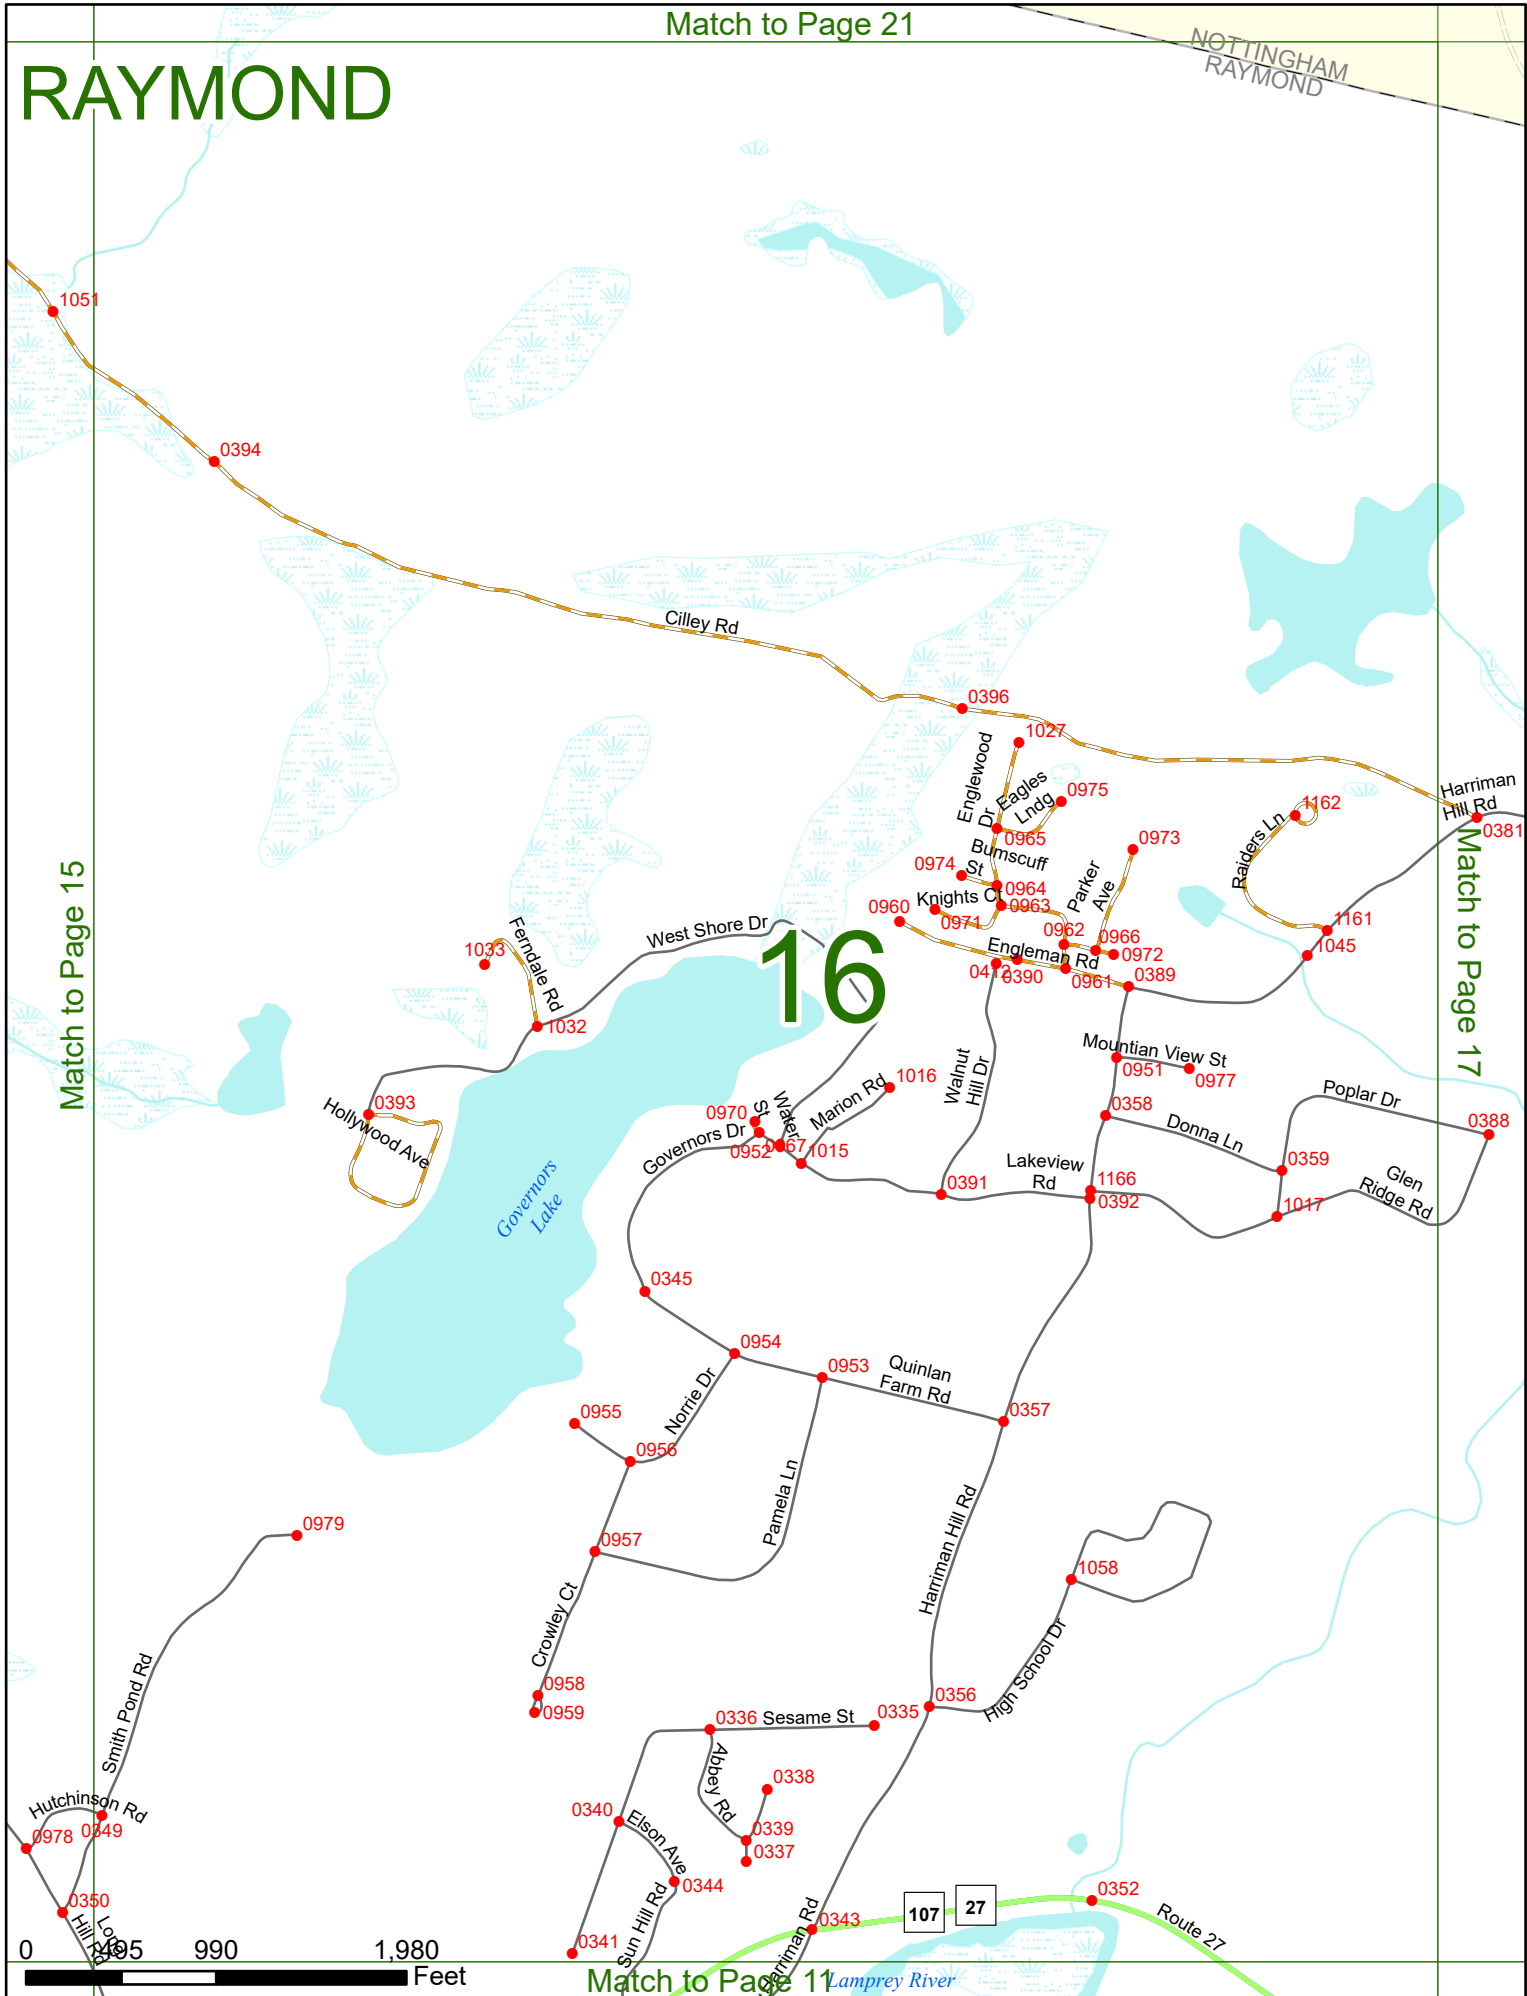 Match to Page 21
NOTTINGHAM
RAYMOND
RAYMOND
1051
0394
Cilley Rd
0396
1027
Englewood
Dr
Eagles
Lndg
0975
0965
Harriman
Hill Rd
0381
1162
Raiders Ln
0973
Bumscuff
St
0974
0964
Parker
Ave
Knights Ct
0963
0960
0971
0962
0966
0972
1161
1045
Match to Page 15
Match to Page 17
West Shore Dr
Ferndale Rd
1033
1032
16
Engleman Rd
0412
0390
0961
0389
Mountian View St
0951
0977
Walnut
Hill Dr
1016
Marion Rd
Water
St
0970
0393
Hollywood Ave
Governors Dr
0952
0967
1015
0358
Donna Ln
Poplar Dr
0388
0359
Glen
Ridge Rd
Lakeview
Rd
1166
0391
0392
1017
Governors
Lake
0345
0954
0953
Quinlan
Farm Rd
0357
Norrie Dr
0955
0956
Pamela Ln
Harriman Hill Rd
0979
0957
1058
Crowley Ct
High School Dr
Smith Pond Rd
0958
0959
0356
0336
Sesame St
0335
Abbey Rd
0338
Hutchinson Rd
0978
0349
0340
Elson Ave
0339
0337
0344
0350
Long
Hill Rd
Sun Hill Rd
0341
Harriman Rd
0343
107
27
0352
Route 27
0
495
990
1,980
Feet
Match to Page 11
Lamprey River